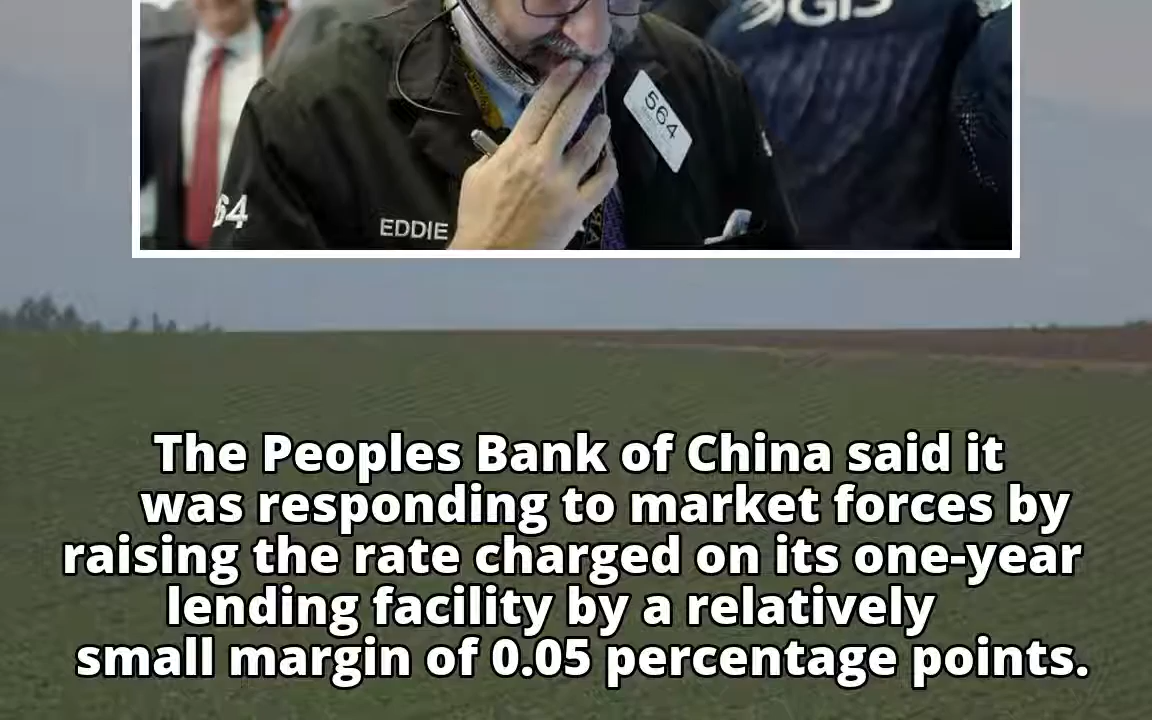 GIS
564
64
EDDIE
The Peoples Bank of China said it
was responding to market forces by
raising the rate charged on its one-year
lending facility by a relatively
small margin of 0.05 percentage points.